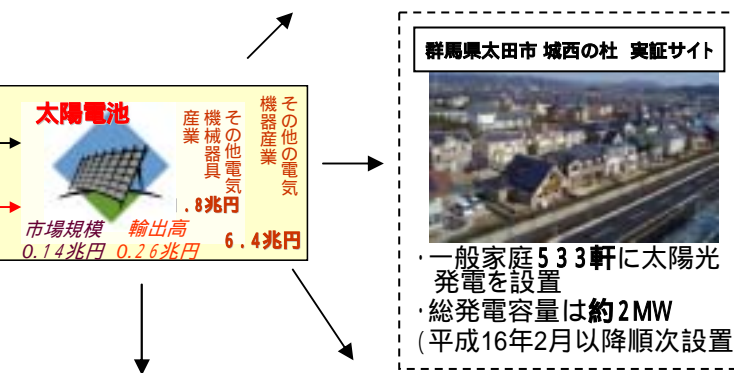 太陽電池
市場規模
0.14兆円
輸出高
0.26兆円
その他電気
機械器具
産業
.8兆円
その他の電気
機器産業
6.4兆円
群馬県太田市 城西の杜 実証サイト
・一般家庭533軒に太陽光
発電を設置
・総発電容量は約2MW
(平成16年2月以降順次設置